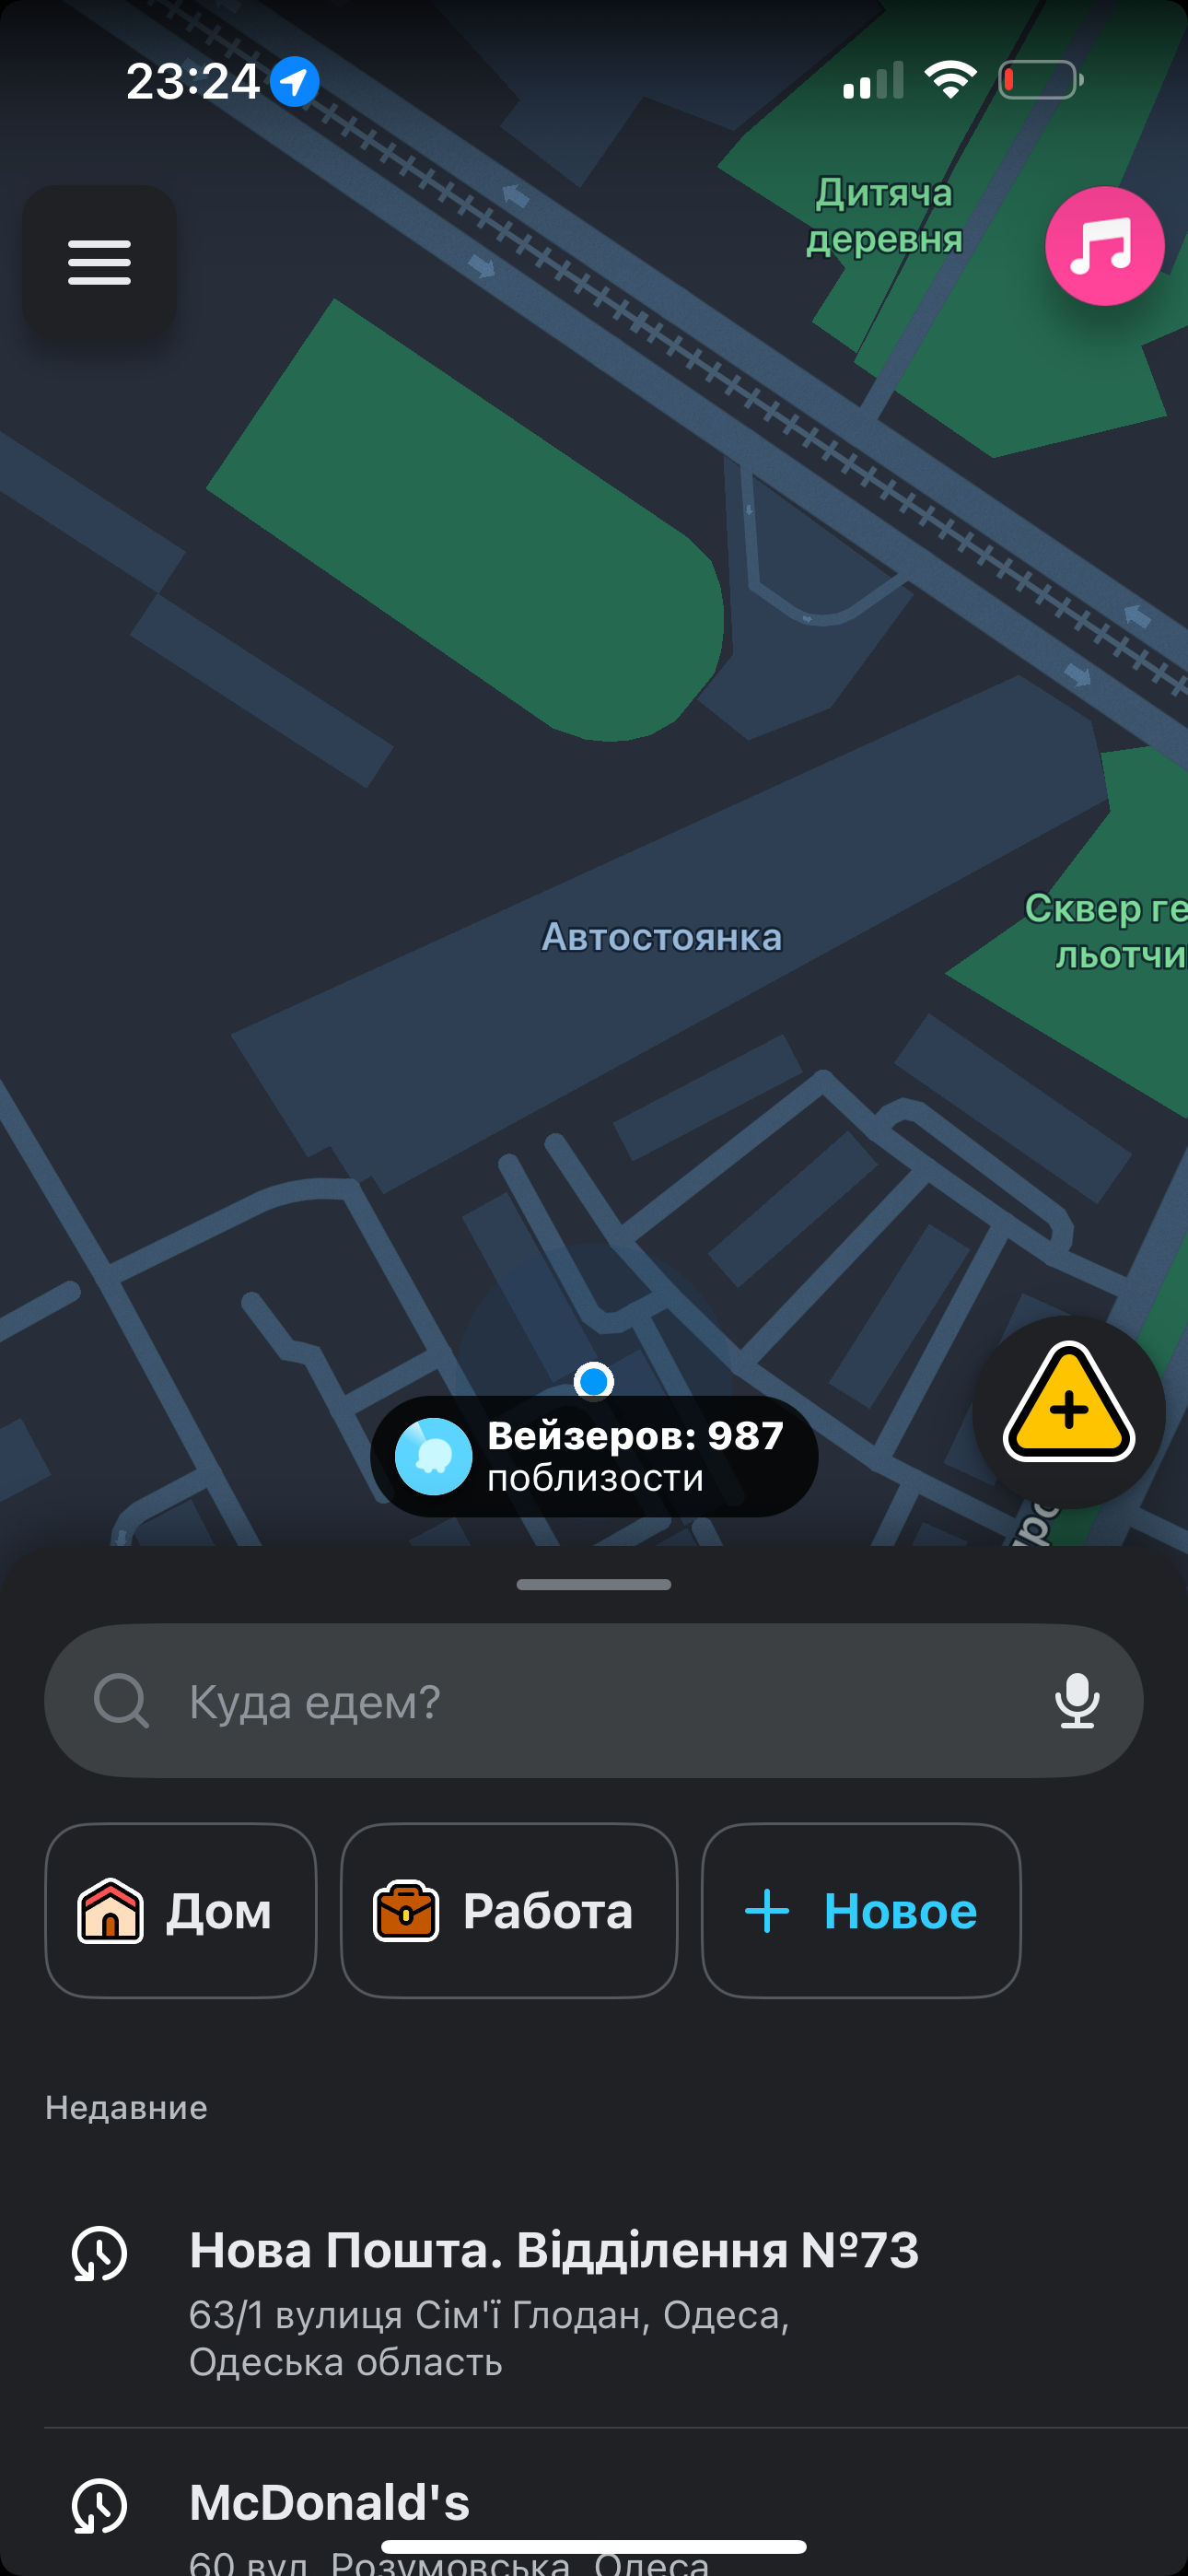 23:24
Дитяча
деревня
Автостоянка
Сквер ге
льотчи
Вейзеров: 987
поблизости
Куда едем?
Дом
Работа
Новое
Недавние
Нова Пошта. Відділення №73
63/1 вулиця Сім'ї Глодан, Одеса,
Одеська область
McDonald's
60 вул. Розумовська, Одеса